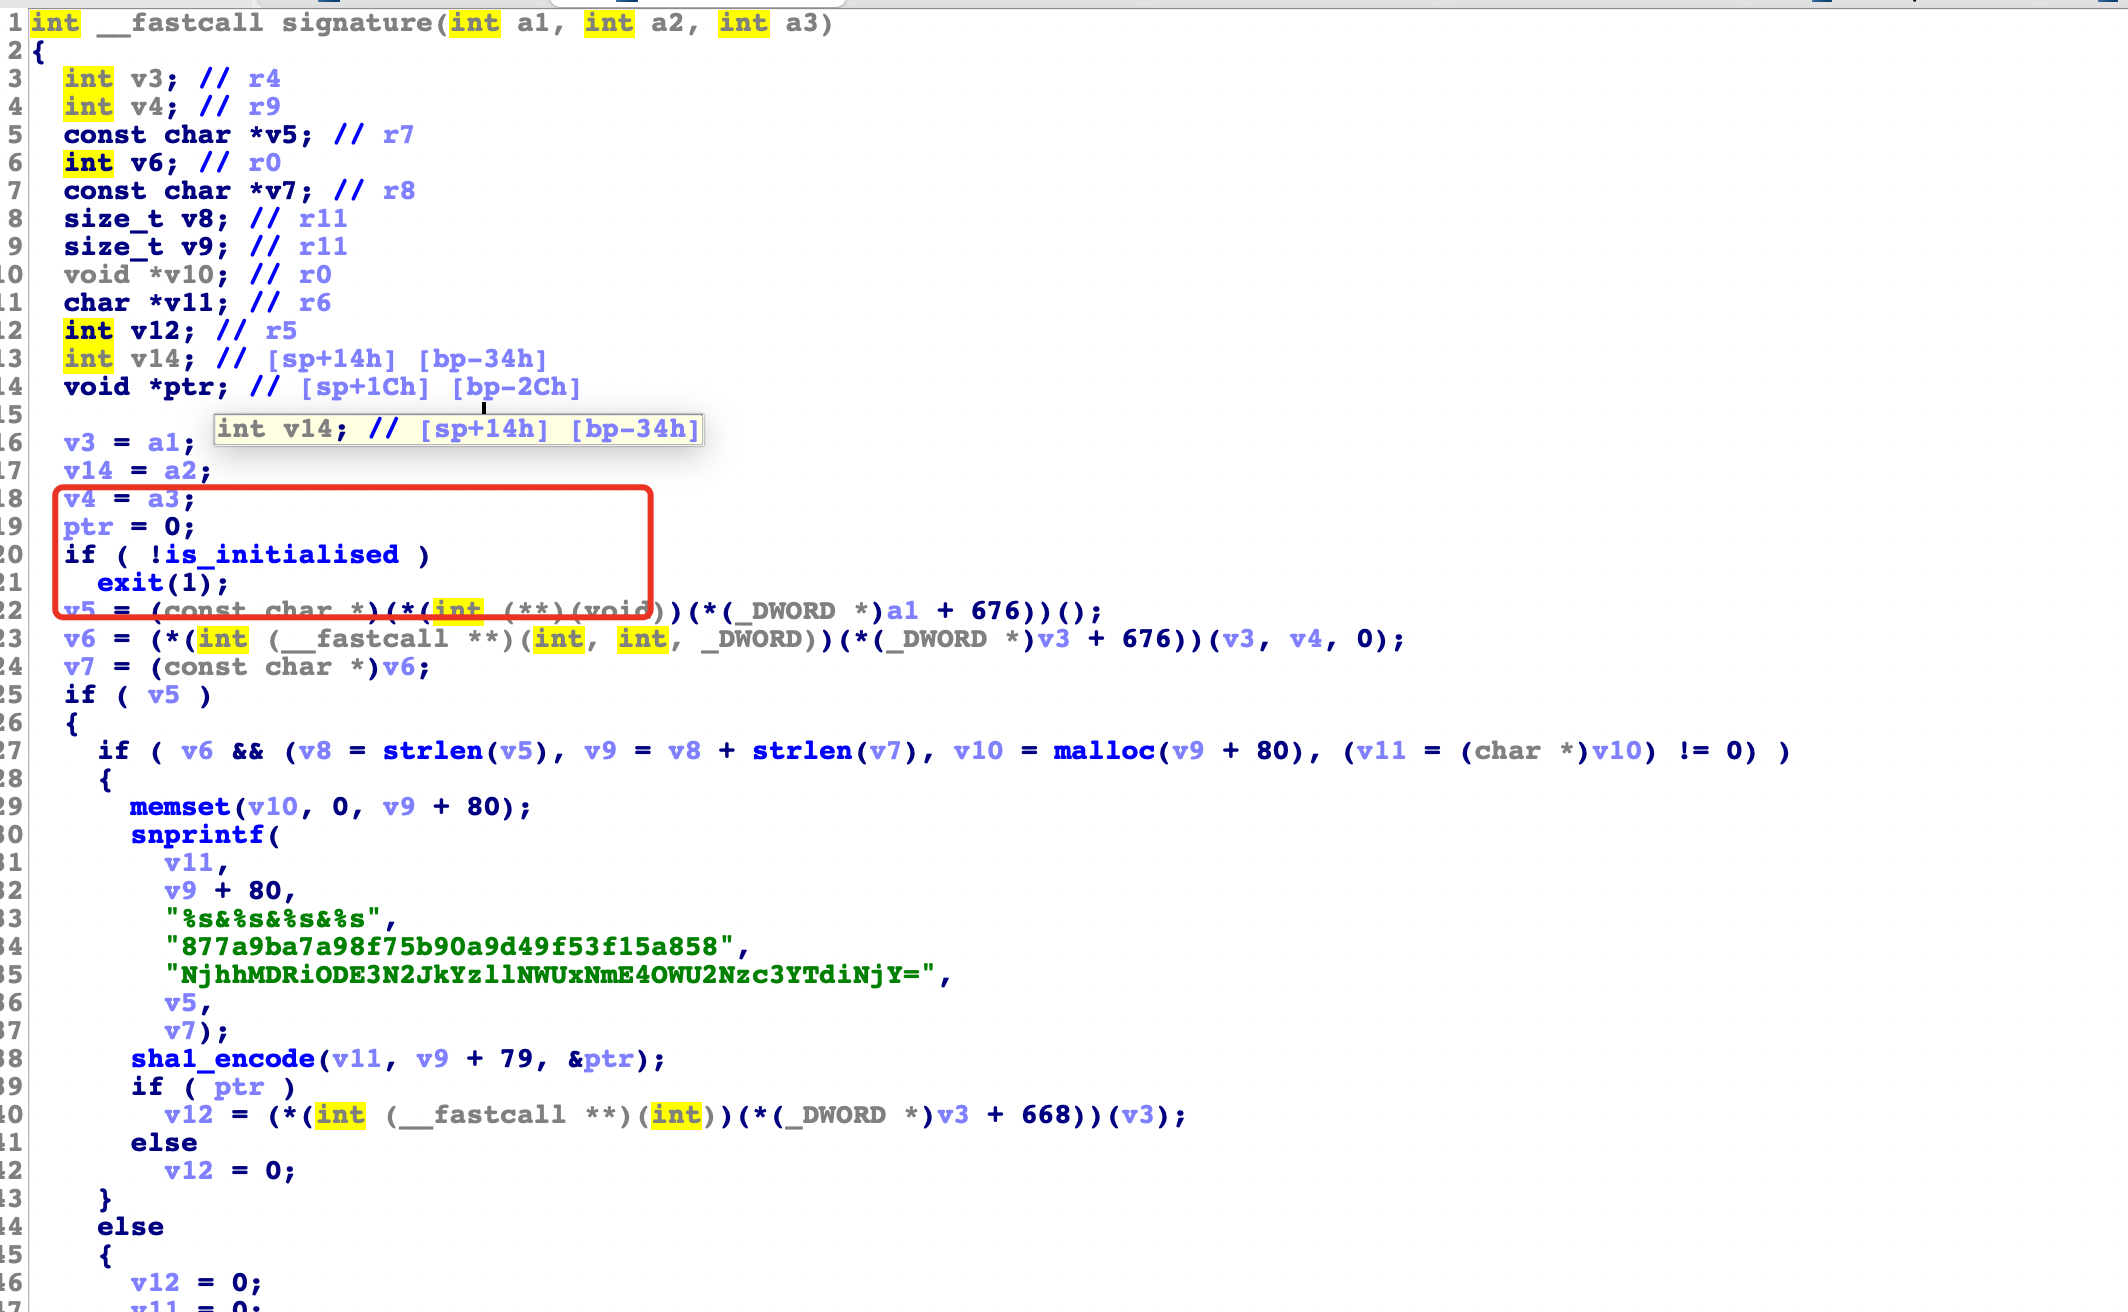 1 int __fastcall signature(int a1, int a2, int a3)
2 {
3 int v3; // r4
4 int v4; // r9
5 const char *v5; // r7
6 int v6; // r0
7 const char *v7; // r8
8 size_t v8; // r11
9 size_t v9; // r11
10 void *v10; // r0
11 char *v11; // r6
12 int v12; // r5
13 int v14; // [sp+14h] [bp-34h]
14 void *ptr; // [sp+1Ch] [bp-2Ch]
15 int v14; // [sp+14h] [bp-34h]
16 v3 = a1;
17 v14 = a2;
18 v4 = a3;
19 ptr = 0;
20 if ( !is_initialised )
21 exit(1);
22 v5 = (const char *)(*(int (**)(void))(*(_DWORD *)a1 + 676))();
23 v6 = (*(int (__fastcall **)(int, int, _DWORD))(*(_DWORD *)v3 + 676))(v3, v4, 0);
24 v7 = (const char *)v6;
25 if ( v5 )
26 {
27 if ( v6 && (v8 = strlen(v5), v9 = v8 + strlen(v7), v10 = malloc(v9 + 80), (v11 = (char *)v10) != 0) )
28 {
29 memset(v10, 0, v9 + 80);
30 snprintf(
31 v11,
32 v9 + 80,
33 "%s&%s&%s&%s",
34 "877a9ba7a98f75b90a9d49f53f15a858",
35 "NjhhMDRiODE3N2JkYzllNWUxNmE4OWU2Nzc3YTdiNjY=",
36 v5,
37 v7);
38 sha1_encode(v11, v9 + 79, &ptr);
39 if ( ptr )
40 v12 = (*(int (__fastcall **)(int))(*(_DWORD *)v3 + 668))(v3);
41 else
42 v12 = 0;
43 }
44 else
45 {
46 v12 = 0;
47 v11 = 0;